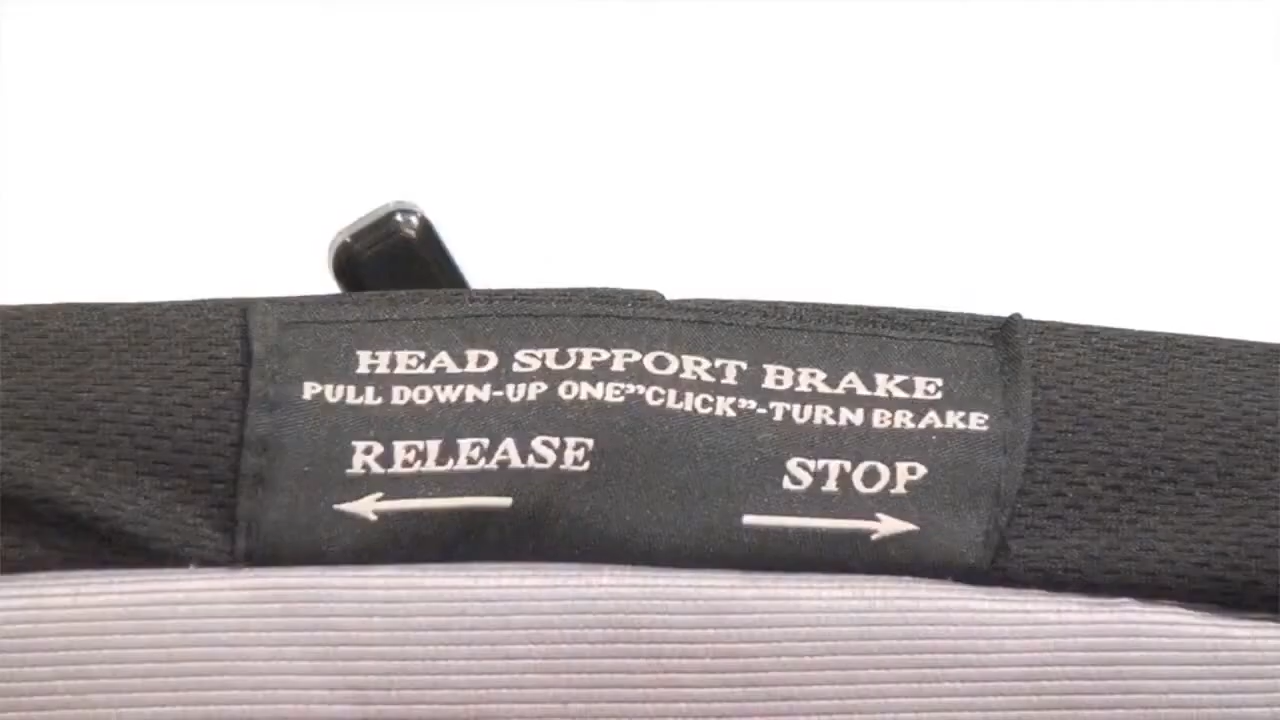 HEAD SUPPORT BRAKE
PULL DOWN-UP ONE"CLICK"-TURN BRAKE
RELEASE STOP